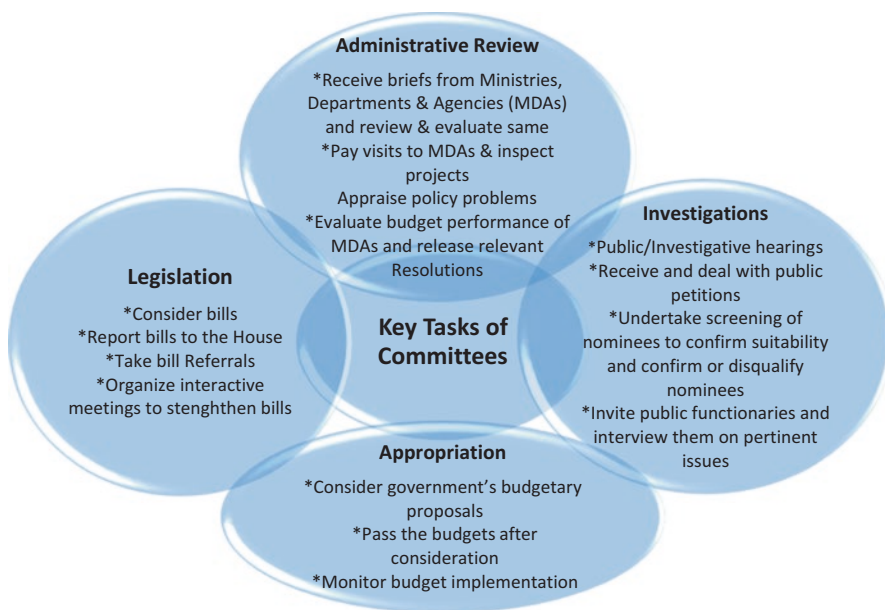 Administrative Review
*Receive briefs from Ministries,
Departments & Agencies (MDAs)
and review & evaluate same
*Pay visits to MDAs & inspect
projects
Appraise policy problems
*Evaluate budget performance of
MDAs and release relevant
Resolutions
Legislation
*Consider bills
*Report bills to the House
*Take bill Referrals
*Organize interactive
meetings to stenghthen bills
Key Tasks of
Committees
Investigations
*Public/Investigative hearings
*Receive and deal with public
petitions
*Undertake screening of
nominees to confirm suitability
and confirm or disqualify
nominees
*Invite public functionaries and
interview them on pertinent
issues
Appropriation
*Consider government's budgetary
proposals
*Pass the budgets after
consideration
*Monitor budget implementation